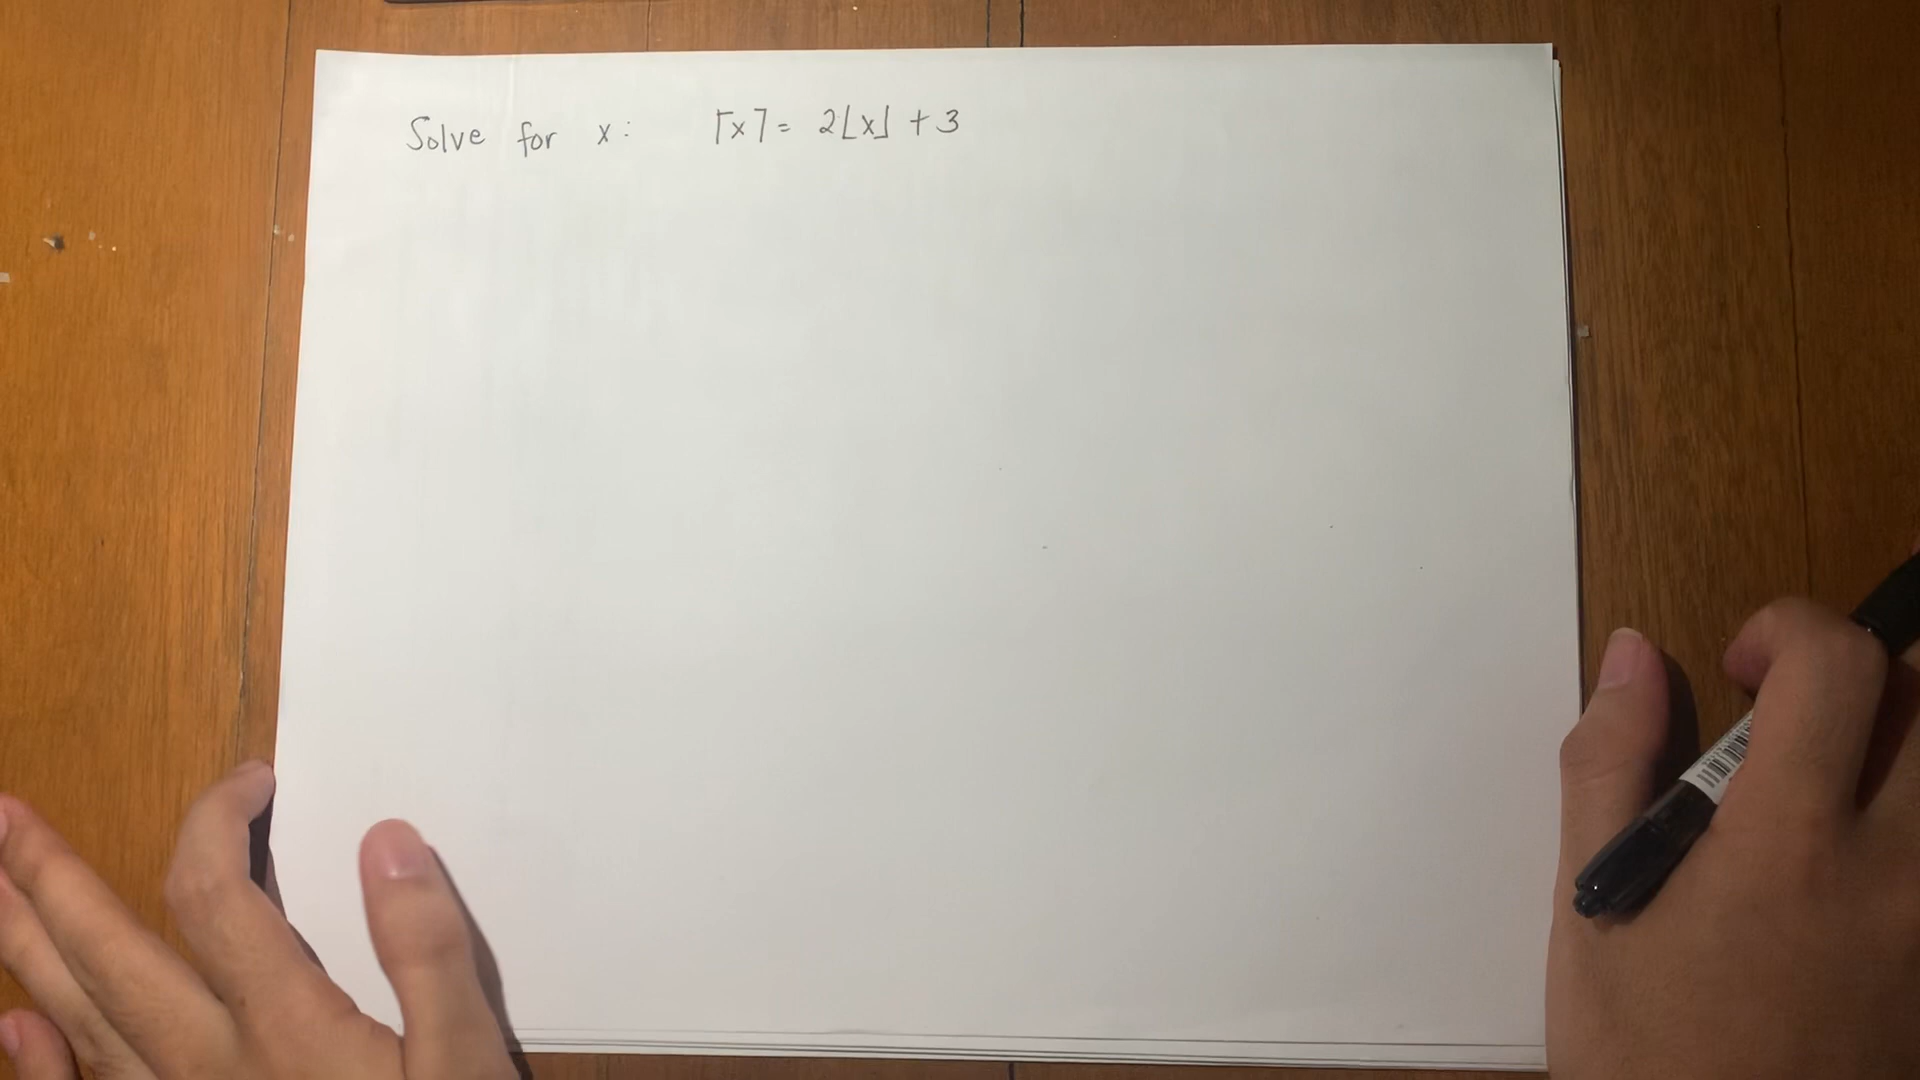 Solve for x: ⌈x⌉ = 2⌊x⌋ + 3